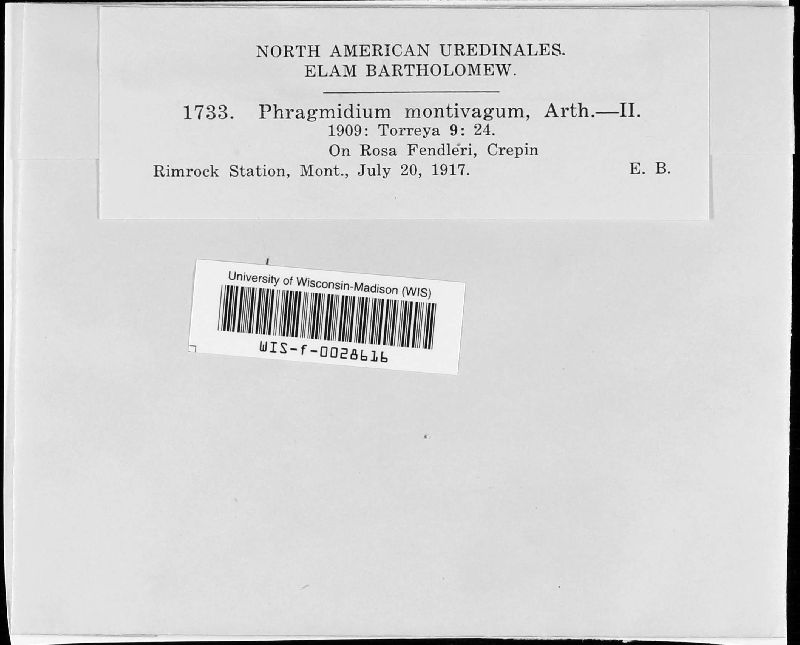 NORTH AMERICAN UREDINALES.
ELAM BARTHOLOMEW.
1733. Phragmidium montivagum, Arth.—II.
1909: Torreya 9: 24.
On Rosa Fendleri, Crepin
Rimrock Station, Mont., July 20, 1917. E. B.
University of Wisconsin-Madison (WIS)
WIS-f-0028616